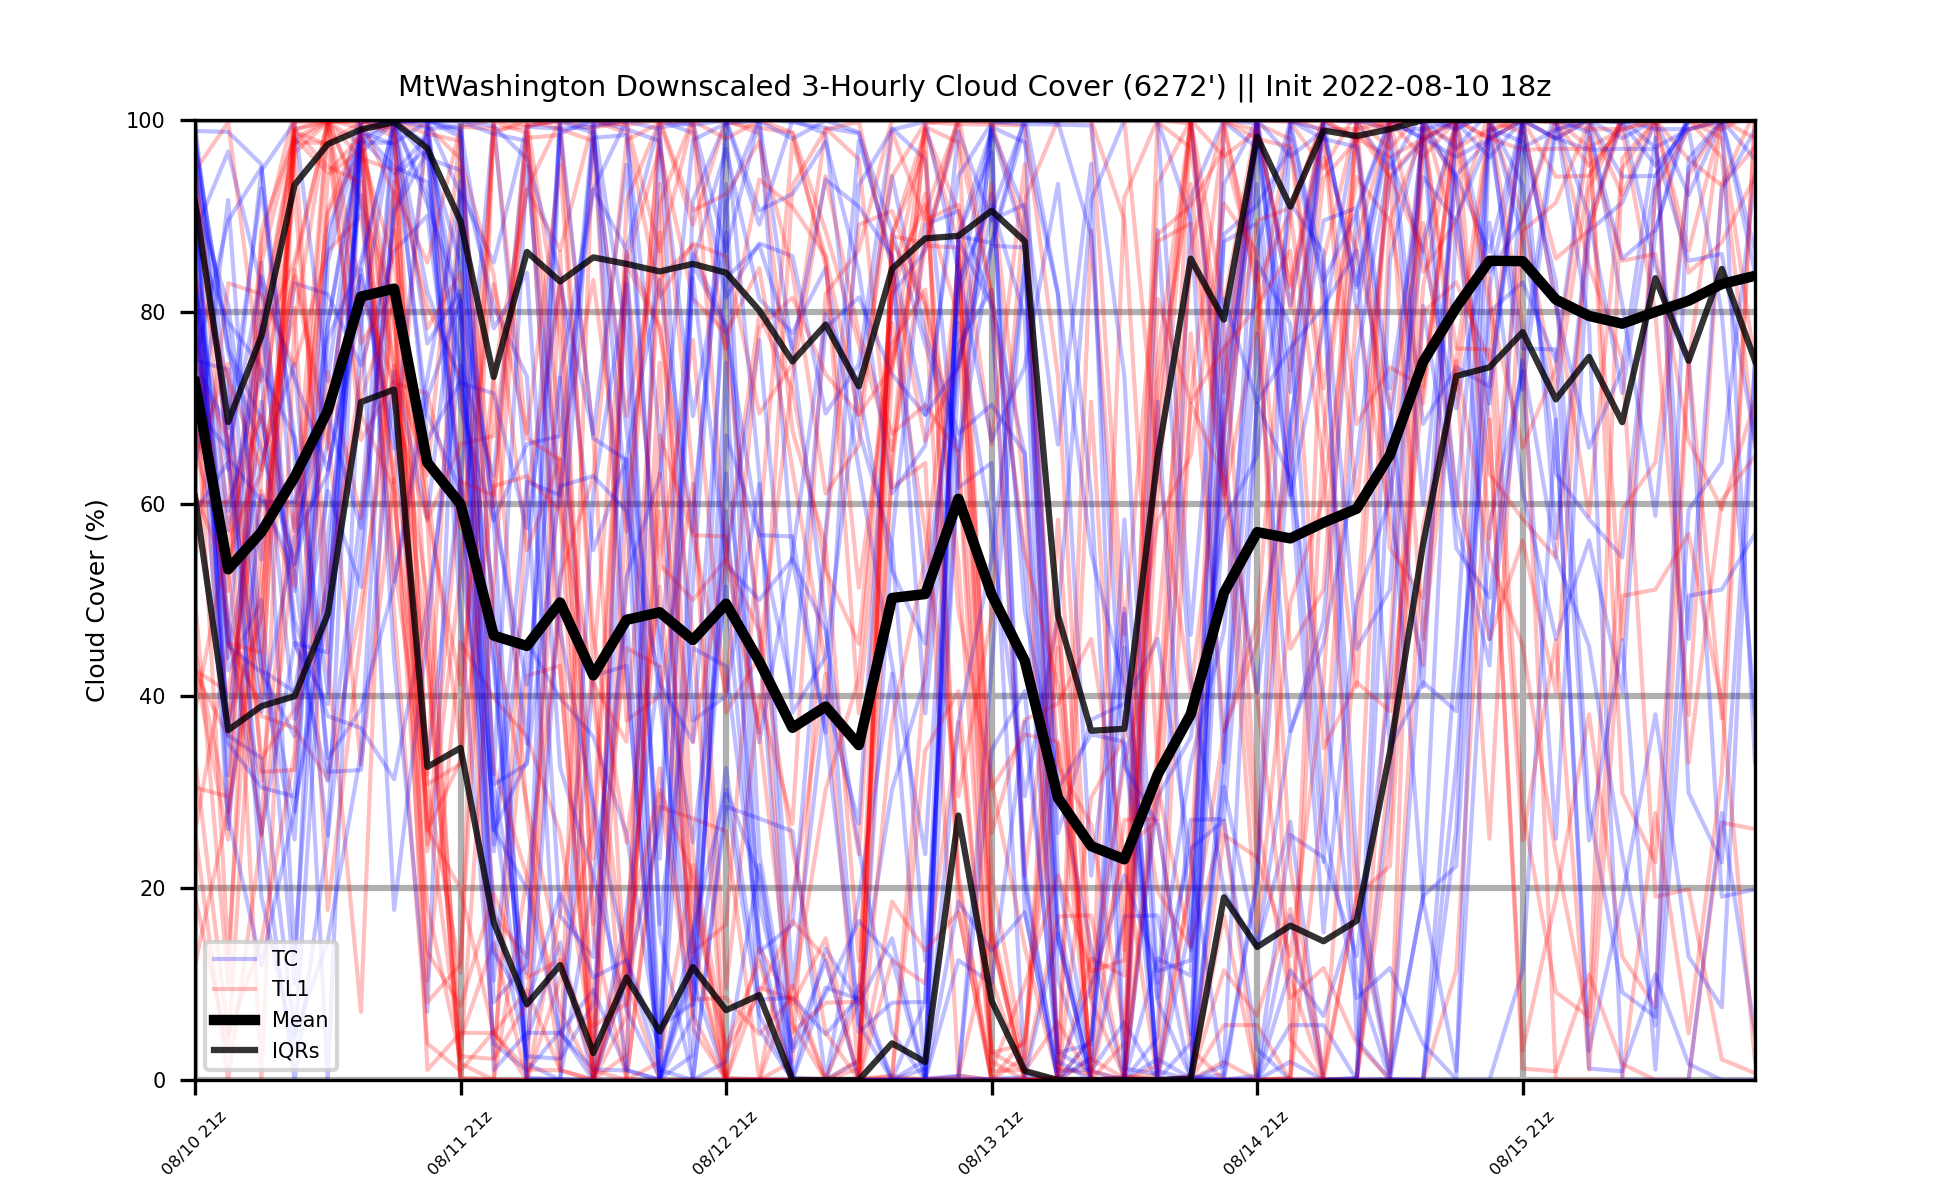 MtWashington Downscaled 3-Hourly Cloud Cover (6272') || Init 2022-08-10 18z
Cloud Cover (%)
100
80
60
40
20
0
TC
TL1
Mean
IQRs
08/10 21z
08/11 21z
08/12 21z
08/13 21z
08/14 21z
08/15 21z